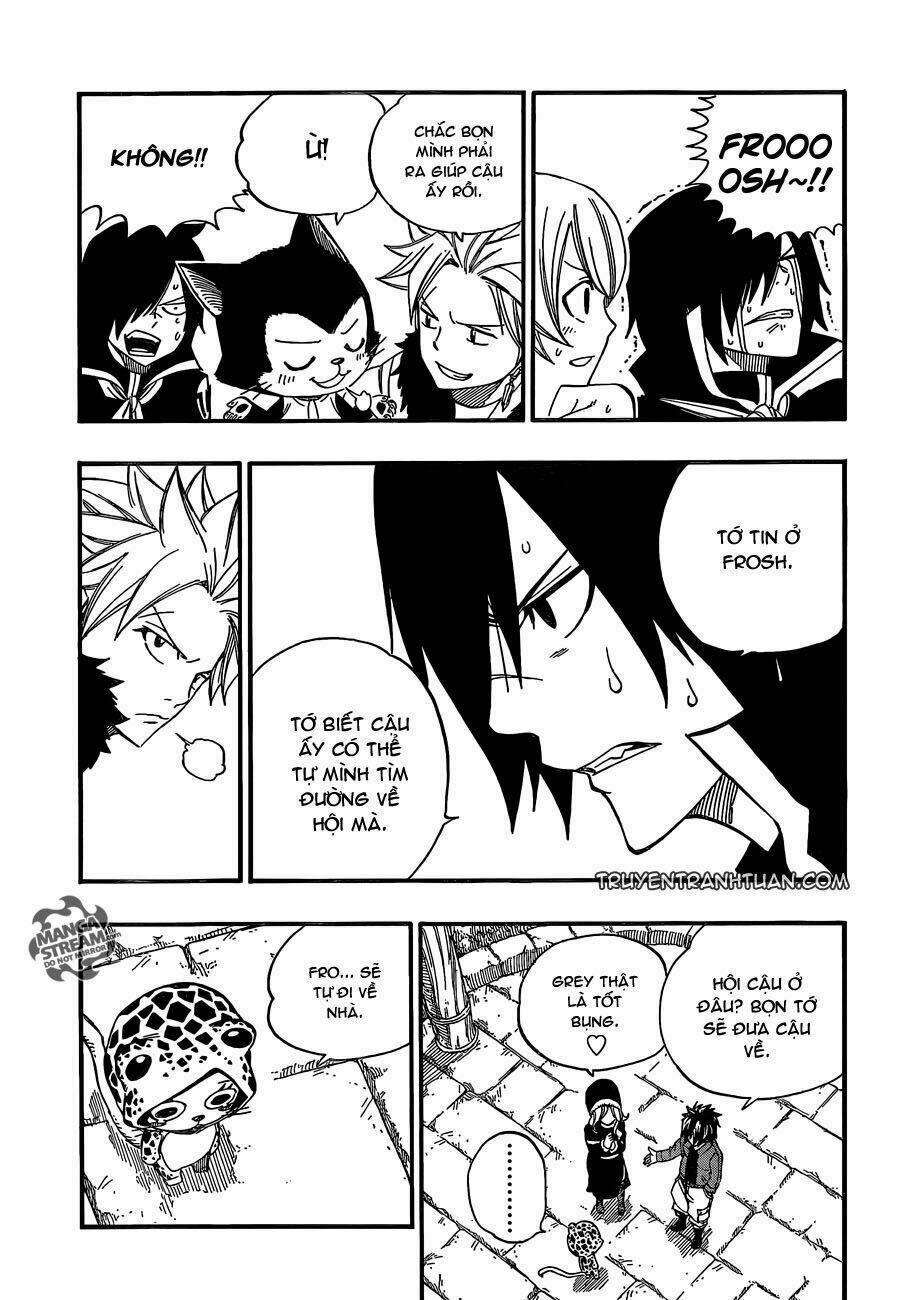 FROOO
OSH~!!
CHẮC BỌN
MÌNH PHẢI
RA GIÚP CẬU
ẤY RỒI.
Ừ!
KHÔNG!!
TỚ TIN Ở
FROSH.
TỚ BIẾT CẬU
ẤY CÓ THỂ
TỰ MÌNH TÌM
ĐƯỜNG VỀ
HỘI MÀ.
TRUYENTRANHTUAN.COM
HỘI CẬU Ở
ĐÂU? BỌN TỚ
SẼ ĐƯA CẬU
VỀ.
GREY THẬT
LÀ TỐT
BỤNG.
♡
.........
FRO... SẼ
TỰ ĐI VỀ
NHÀ.
MANGA
STREAM.COM
DO NOT MIRROR